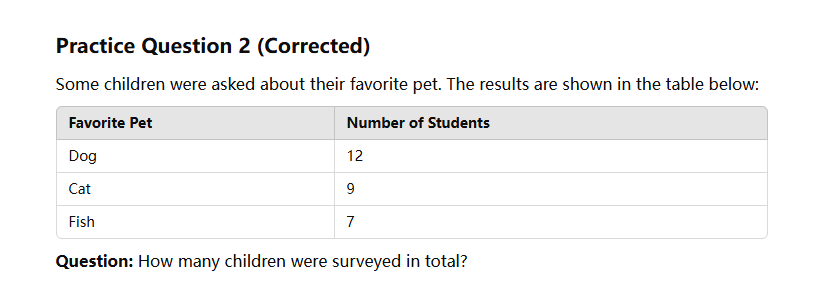 Practice Question 2 (Corrected)
Some children were asked about their favorite pet. The results are shown in the table below:
Favorite Pet Number of Students
Dog 12
Cat 9
Fish 7
Question: How many children were surveyed in total?